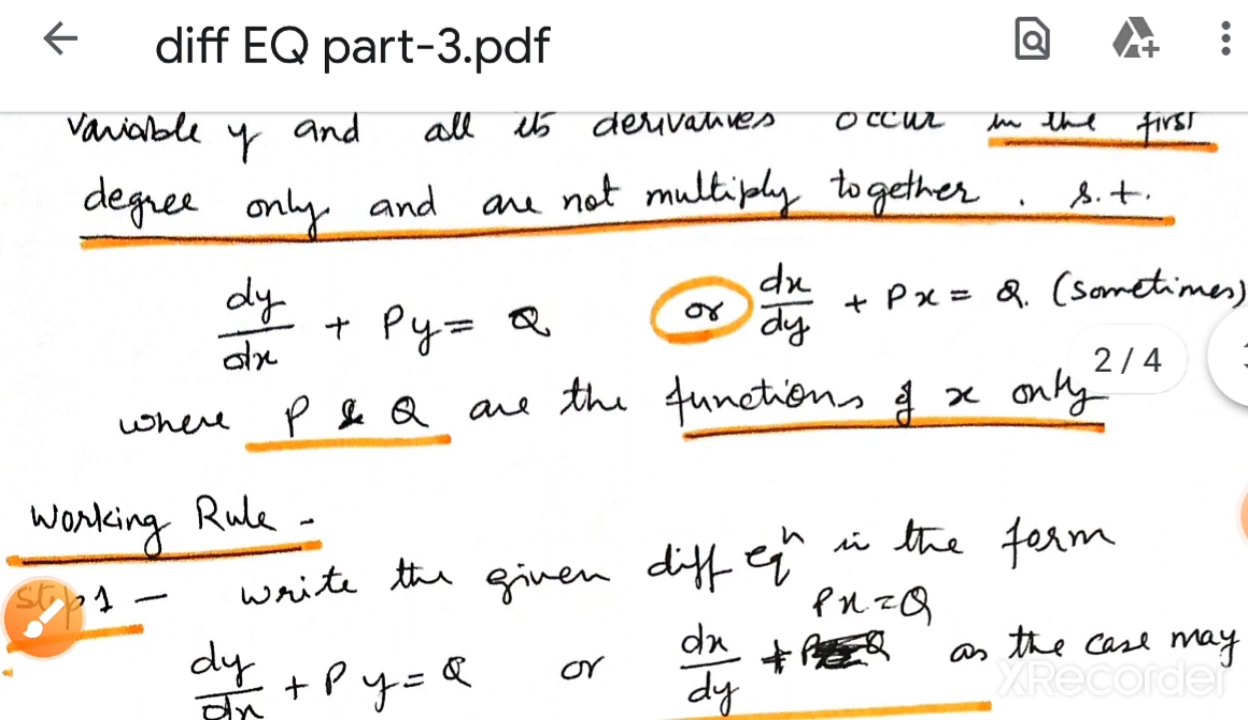 diff EQ part-3.pdf
variable y and all its derivatives occur in the first
degree only and are not multiply together . s.t.
dy/dx + Py = Q or dx/dy + Px = Q. (sometimes)
2 / 4
where P & Q are the functions of x only
Working Rule -
Step 1 - write the given diff eqn in the form
Px = Q
dy/dx + Py = Q or dx/dy + as the case may
XRecorder